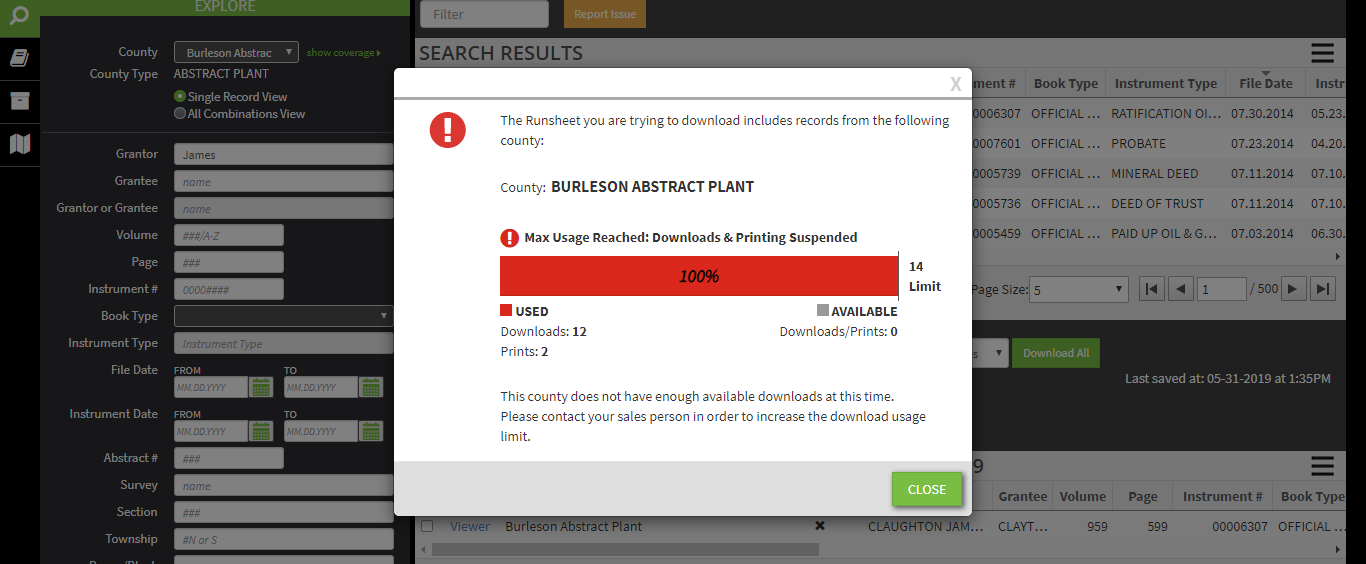 EXPLORE
County
Burleson Abstrac
show coverage
County Type
ABSTRACT PLANT
Single Record View
All Combinations View
Grantor
James
Grantee
name
Grantor or Grantee
name
Volume
###/A-Z
Page
###
Instrument #
0000####
Book Type
Instrument Type
Instrument Type
File Date
FROM
TO
MM.DD.YYYY
MM.DD.YYYY
Instrument Date
FROM
TO
MM.DD.YYYY
MM.DD.YYYY
Abstract #
###
Survey
name
Section
###
Township
#N or S
Filter
Report Issue
SEARCH RESULTS
ment # Book Type Instrument Type File Date Instr
0006307 OFFICIAL ... RATIFICATION OI... 07.30.2014 05.23.
0007601 OFFICIAL ... PROBATE 07.23.2014 04.20.
0005739 OFFICIAL ... MINERAL DEED 07.11.2014 07.10.
0005736 OFFICIAL ... DEED OF TRUST 07.11.2014 07.10.
0005459 OFFICIAL ... PAID UP OIL & G... 07.03.2014 06.30.
Page Size: 5 1 / 500
s Download All
Last saved at: 05-31-2019 at 1:35PM
X
The Runsheet you are trying to download includes records from the following
county:
County: BURLESON ABSTRACT PLANT
Max Usage Reached: Downloads & Printing Suspended
100%
14
Limit
USED
AVAILABLE
Downloads: 12
Downloads/Prints: 0
Prints: 2
This county does not have enough available downloads at this time.
Please contact your sales person in order to increase the download usage
limit.
CLOSE
9
Grantee Volume Page Instrument # Book Type
Viewer Burleson Abstract Plant CLAUGHTON JAM... CLAYT... 959 599 00006307 OFFICIAL ...